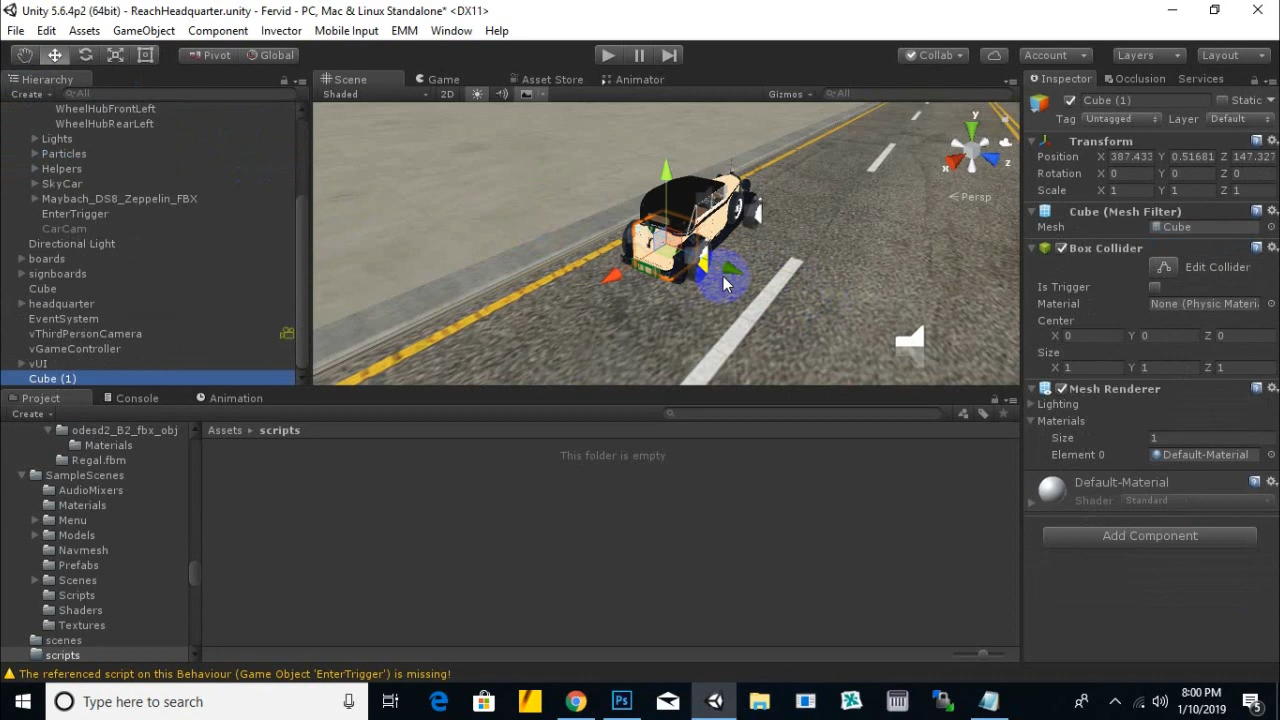 Unity 5.6.4p2 (64bit) - ReachHeadquarter.unity - Fervid - PC, Mac & Linux Standalone* <DX11>
File Edit Assets GameObject Component Invector Mobile Input EMM Window Help
Pivot Global Collab Account Layers Layout
Hierarchy
Create All
WheelHubFrontLeft
WheelHubRearLeft
Lights
Particles
Helpers
SkyCar
Maybach_DS8_Zeppelin_FBX
EnterTrigger
CarCam
Directional Light
boards
signboards
Cube
headquarter
EventSystem
vThirdPersonCamera
vGameController
vUI
Cube (1)
Scene Game Asset Store Animator
Shaded 2D Gizmos All
y
x
z
Persp
Inspector Occlusion Services
Cube (1) Static
Tag Untagged Layer Default
Transform
Position X 387.433 Y 0.51681 Z 147.327
Rotation X 0 Y 0 Z 0
Scale X 1 Y 1 Z 1
Cube (Mesh Filter)
Mesh Cube
Box Collider
Edit Collider
Is Trigger
Material None (Physic Materi
Center
X 0 Y 0 Z 0
Size
X 1 Y 1 Z 1
Mesh Renderer
Lighting
Materials
Size 1
Element 0 Default-Material
Default-Material
Shader Standard
Add Component
Project Console Animation
Create
odesd2_B2_fbx_obj
Materials
Regal.fbm
SampleScenes
AudioMixers
Materials
Menu
Models
Navmesh
Prefabs
Scenes
Scripts
Shaders
Textures
scenes
scripts
Assets scripts
This folder is empty
The referenced script on this Behaviour (Game Object 'EnterTrigger') is missing!
Type here to search
8:00 PM
1/10/2019
5